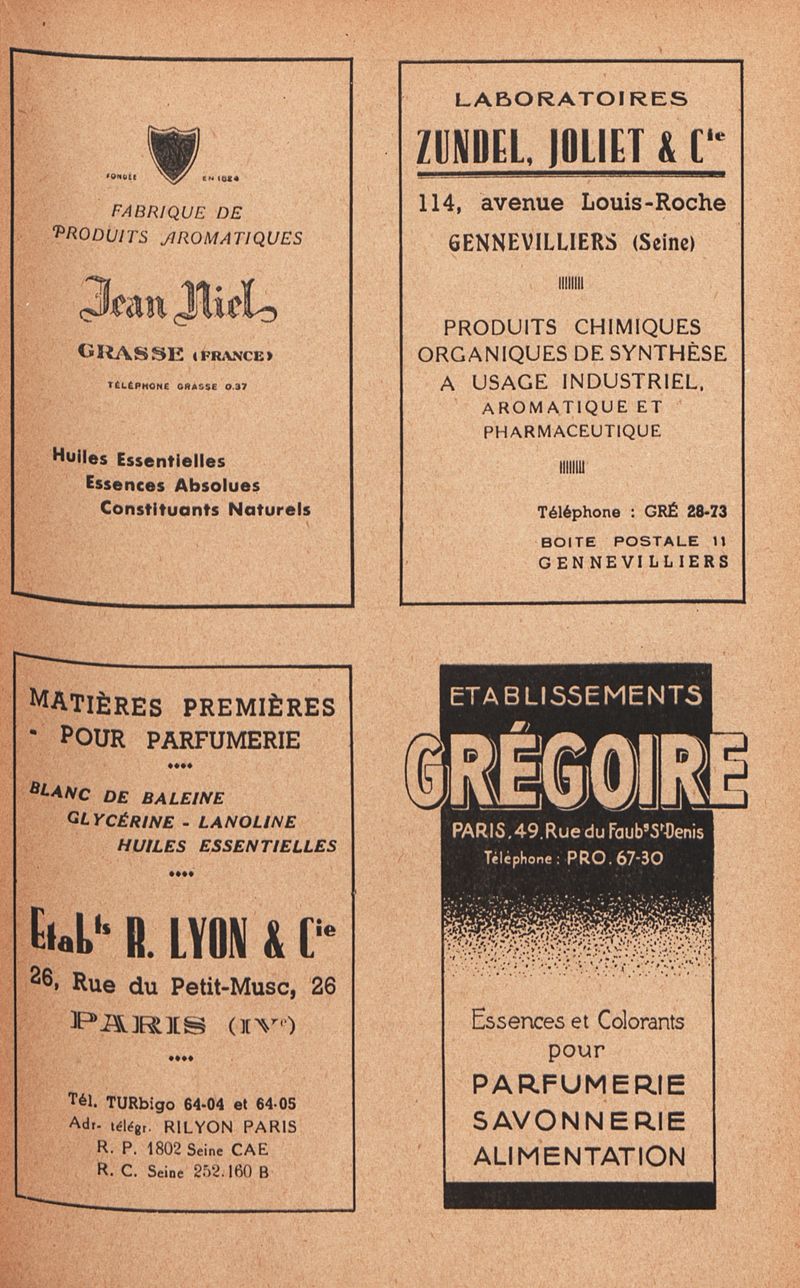 FONDÉE EN 1824
FABRIQUE DE
PRODUITS AROMATIQUES
Jean Niel
GRASSE (FRANCE)
TÉLÉPHONE GRASSE 0.37
Huiles Essentielles
Essences Absolues
Constituants Naturels
LABORATOIRES
ZUNDEL, JOLIET & Cie
114, avenue Louis-Roche
GENNEVILLIERS (Seine)
PRODUITS CHIMIQUES
ORGANIQUES DE SYNTHÈSE
A USAGE INDUSTRIEL,
AROMATIQUE ET
PHARMACEUTIQUE
Téléphone : GRÉ 28-73
BOITE POSTALE 11
GENNEVILLIERS
MATIÈRES PREMIÈRES
- POUR PARFUMERIE
BLANC DE BALEINE
GLYCÉRINE - LANOLINE
HUILES ESSENTIELLES
Etabts R. LYON & Cie
26, Rue du Petit-Musc, 26
PARIS (IVe)
Tél. TURbigo 64-04 et 64-05
Adr. télégr. RILYON PARIS
R. P. 1802 Seine CAE
R. C. Seine 252.160 B
ETABLISSEMENTS
GRÉGOIRE
PARIS, 49, Rue du Faubg St Denis
Téléphone : PRO. 67-30
Essences et Colorants
pour
PARFUMERIE
SAVONNERIE
ALIMENTATION